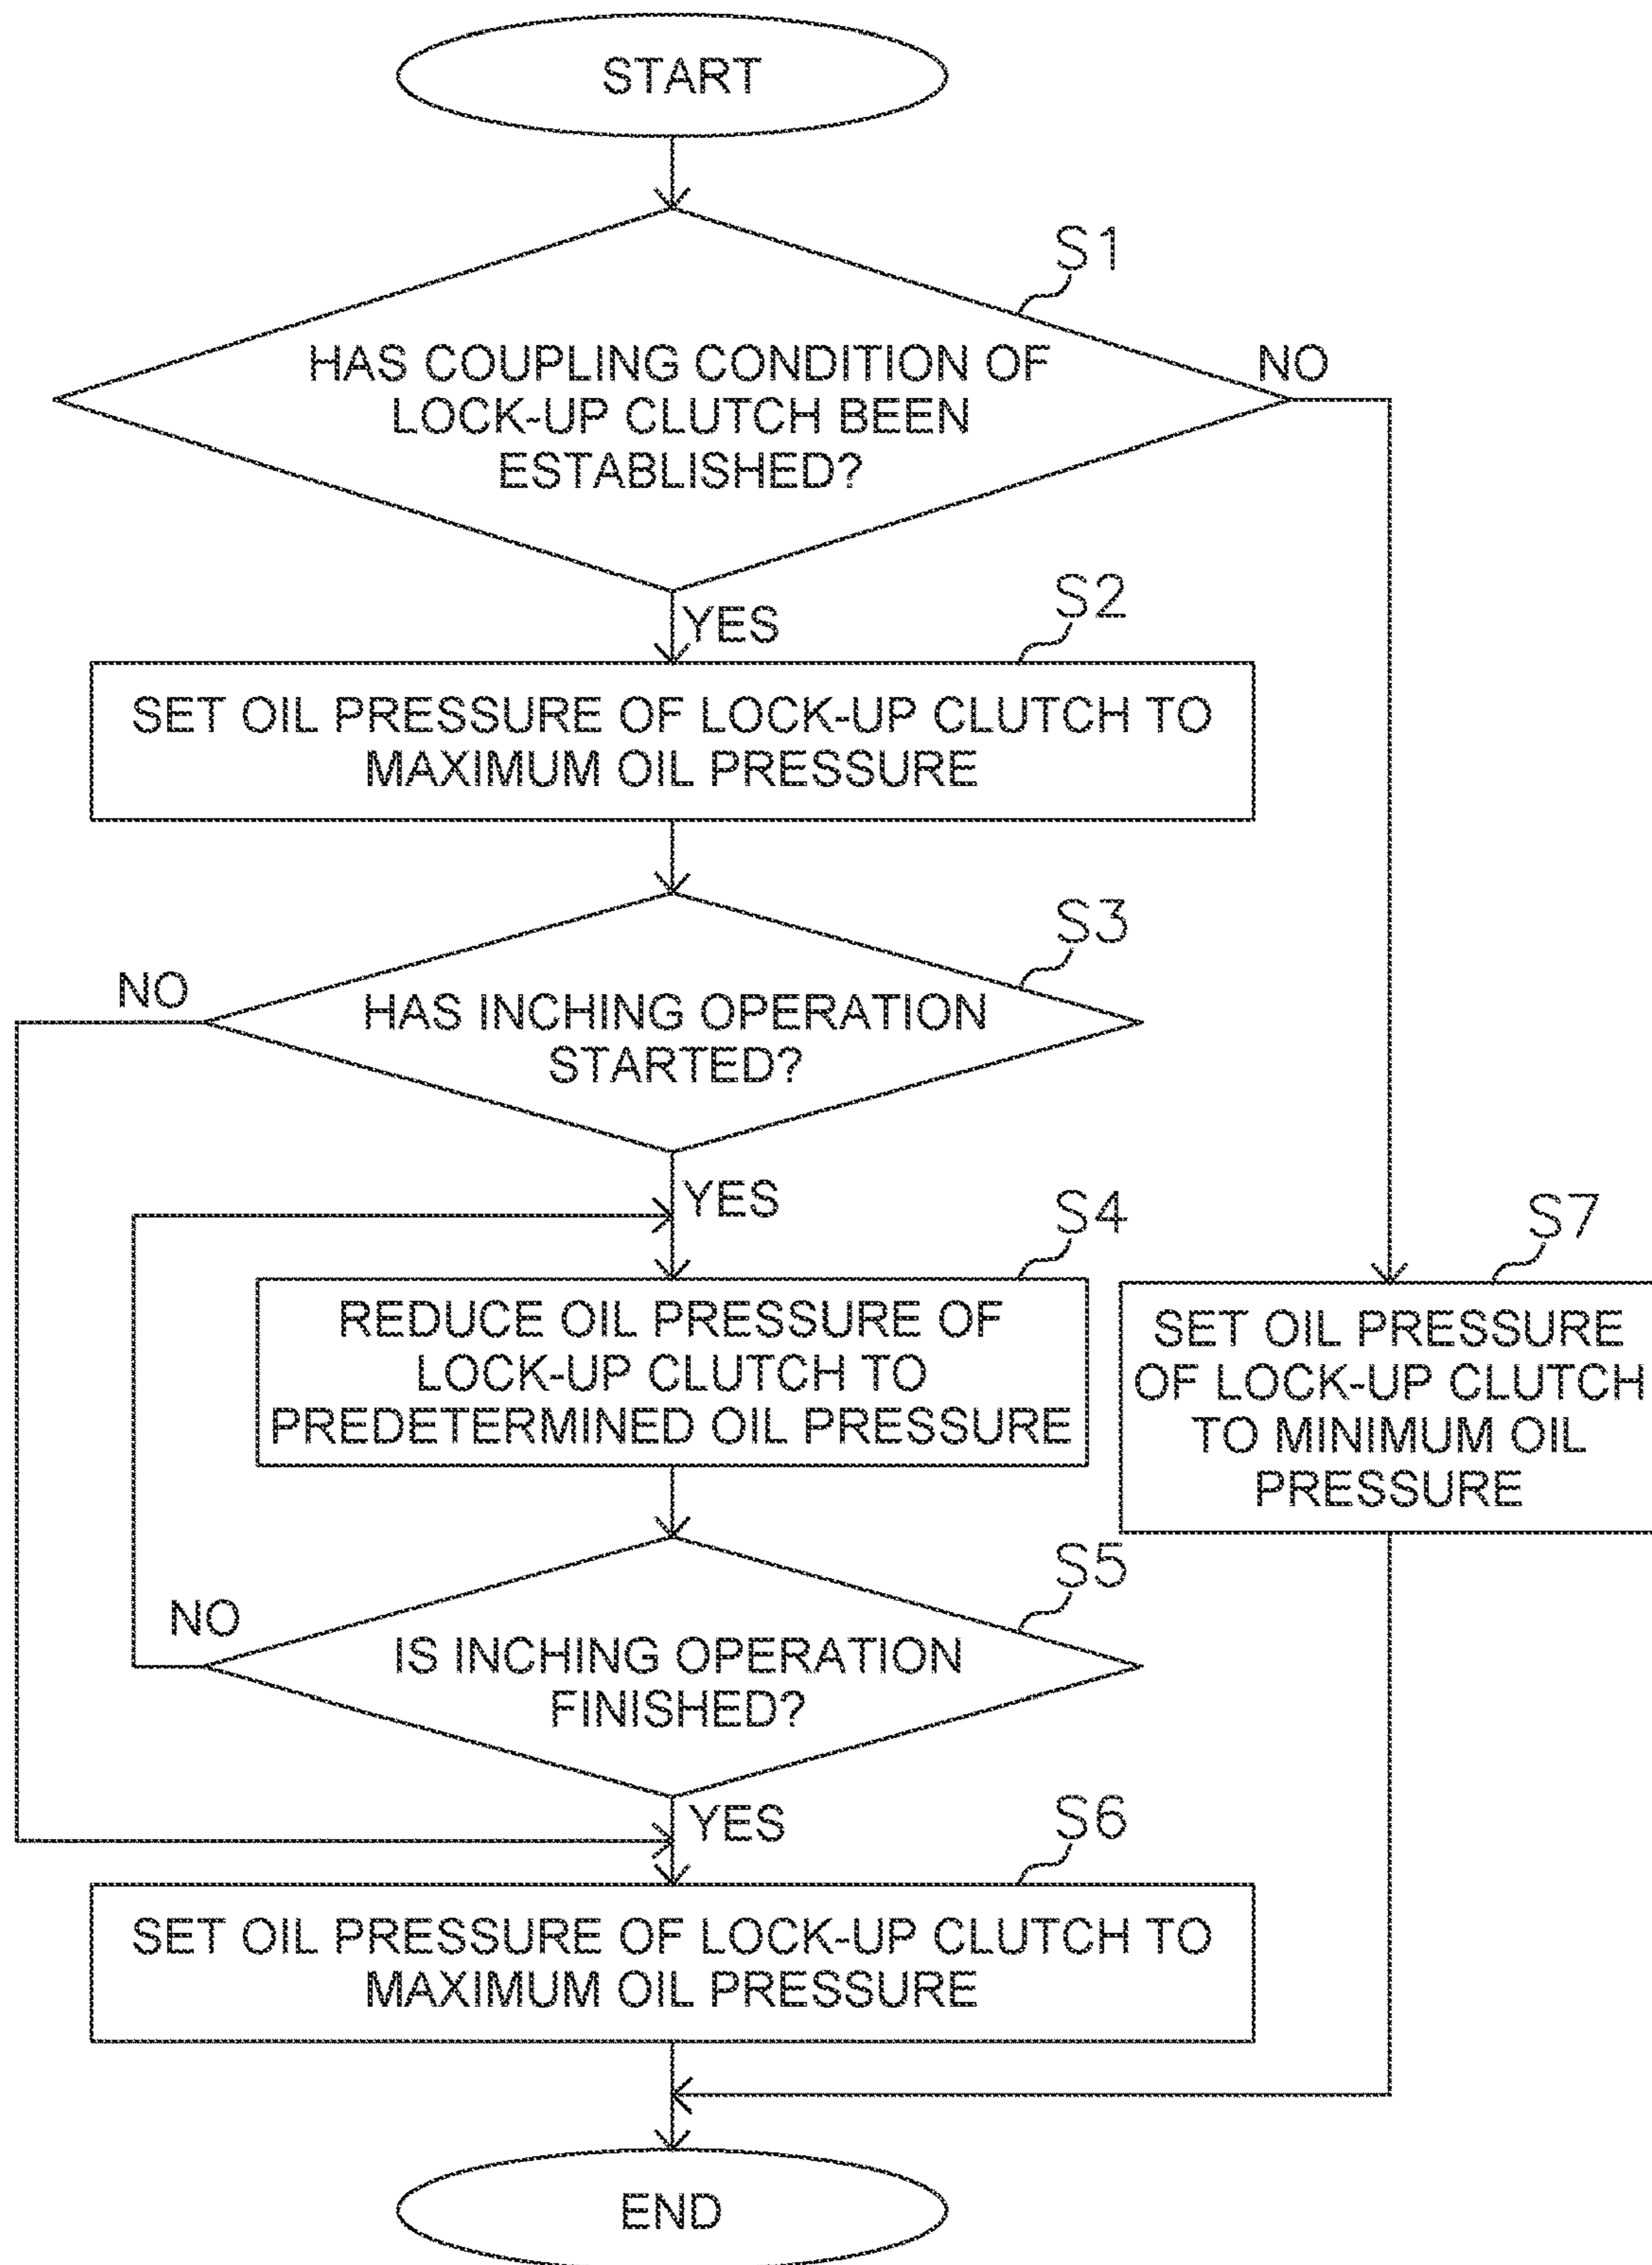 START
S1
HAS COUPLING CONDITION OF
LOCK-UP CLUTCH BEEN
ESTABLISHED?
NO
YES
S2
SET OIL PRESSURE OF LOCK-UP CLUTCH TO
MAXIMUM OIL PRESSURE
S3
NO
HAS INCHING OPERATION
STARTED?
YES
S4
REDUCE OIL PRESSURE OF
LOCK-UP CLUTCH TO
PREDETERMINED OIL PRESSURE
S7
SET OIL PRESSURE
OF LOCK-UP CLUTCH
TO MINIMUM OIL
PRESSURE
S5
NO
IS INCHING OPERATION
FINISHED?
YES
S6
SET OIL PRESSURE OF LOCK-UP CLUTCH TO
MAXIMUM OIL PRESSURE
END